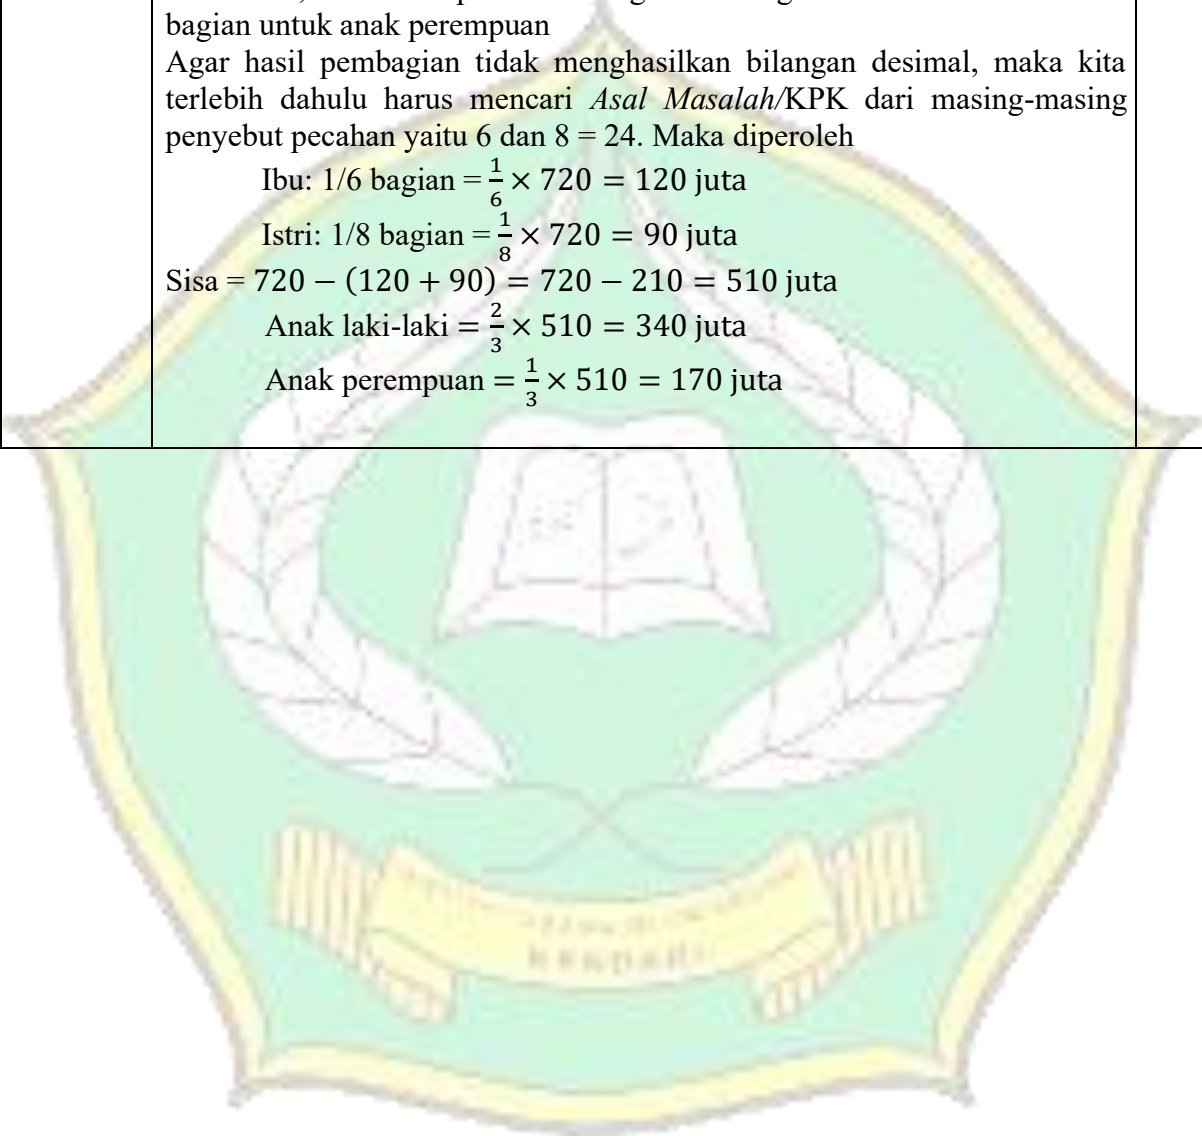 bagian untuk anak perempuan
Agar hasil pembagian tidak menghasilkan bilangan desimal, maka kita
terlebih dahulu harus mencari Asal Masalah/KPK dari masing-masing
penyebut pecahan yaitu 6 dan 8 = 24. Maka diperoleh
Ibu: 1/6 bagian = 1/6 × 720 = 120 juta
Istri: 1/8 bagian = 1/8 × 720 = 90 juta
Sisa = 720 − (120 + 90) = 720 − 210 = 510 juta
Anak laki-laki = 2/3 × 510 = 340 juta
Anak perempuan = 1/3 × 510 = 170 juta
KENDARI